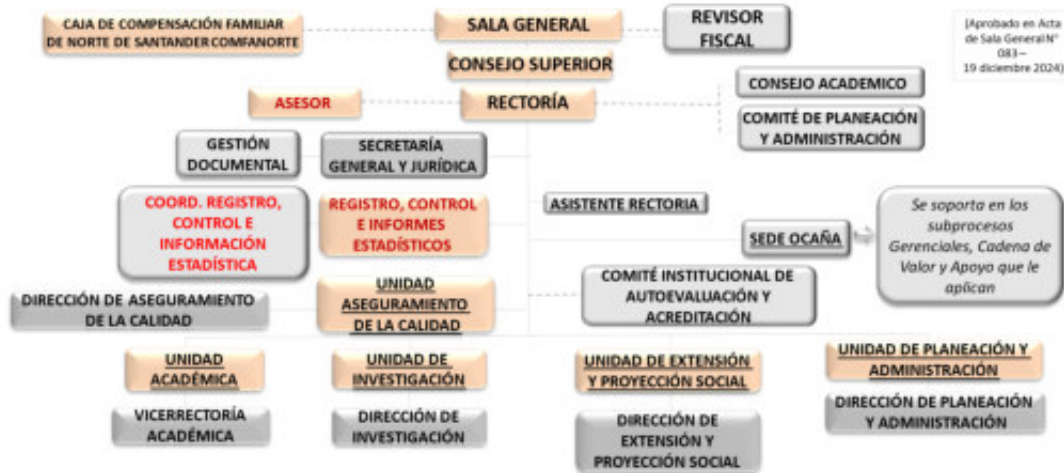 CAJA DE COMPENSACIÓN FAMILIAR
DE NORTE DE SANTANDER COMFANORTE
SALA GENERAL
REVISOR
FISCAL
(Aprobado en Acta
de Sala General N°
083 –
19 diciembre 2024)
CONSEJO SUPERIOR
ASESOR
RECTORÍA
CONSEJO ACADEMICO
COMITÉ DE PLANEACIÓN
Y ADMINISTRACIÓN
GESTIÓN
DOCUMENTAL
SECRETARÍA
GENERAL Y JURÍDICA
COORD. REGISTRO,
CONTROL E
INFORMACIÓN
ESTADÍSTICA
REGISTRO, CONTROL
E INFORMES
ESTADÍSTICOS
ASISTENTE RECTORIA
SEDE OCAÑA
Se soporta en los
subprocesos
Gerenciales, Cadena de
Valor y Apoyo que le
aplican
DIRECCIÓN DE ASEGURAMIENTO
DE LA CALIDAD
UNIDAD
ASEGURAMIENTO
DE LA CALIDAD
COMITÉ INSTITUCIONAL DE
AUTOEVALUACIÓN Y
ACREDITACIÓN
UNIDAD
ACADÉMICA
UNIDAD DE
INVESTIGACIÓN
UNIDAD DE EXTENSIÓN
Y PROYECCIÓN SOCIAL
UNIDAD DE PLANEACIÓN Y
ADMINISTRACIÓN
VICERRECTORÍA
ACADÉMICA
DIRECCIÓN DE
INVESTIGACIÓN
DIRECCIÓN DE
EXTENSIÓN Y
PROYECCIÓN SOCIAL
DIRECCIÓN DE PLANEACIÓN
Y ADMINISTRACIÓN